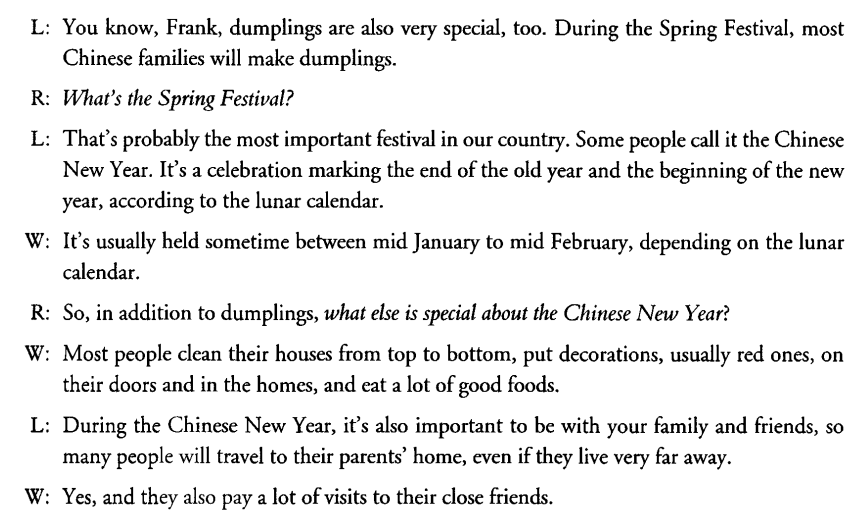 L: You know, Frank, dumplings are also very special, too. During the Spring Festival, most
Chinese families will make dumplings.
R: What's the Spring Festival?
L: That's probably the most important festival in our country. Some people call it the Chinese
New Year. It's a celebration marking the end of the old year and the beginning of the new
year, according to the lunar calendar.
W: It's usually held sometime between mid January to mid February, depending on the lunar
calendar.
R: So, in addition to dumplings, what else is special about the Chinese New Year?
W: Most people clean their houses from top to bottom, put decorations, usually red ones, on
their doors and in the homes, and eat a lot of good foods.
L: During the Chinese New Year, it's also important to be with your family and friends, so
many people will travel to their parents' home, even if they live very far away.
W: Yes, and they also pay a lot of visits to their close friends.